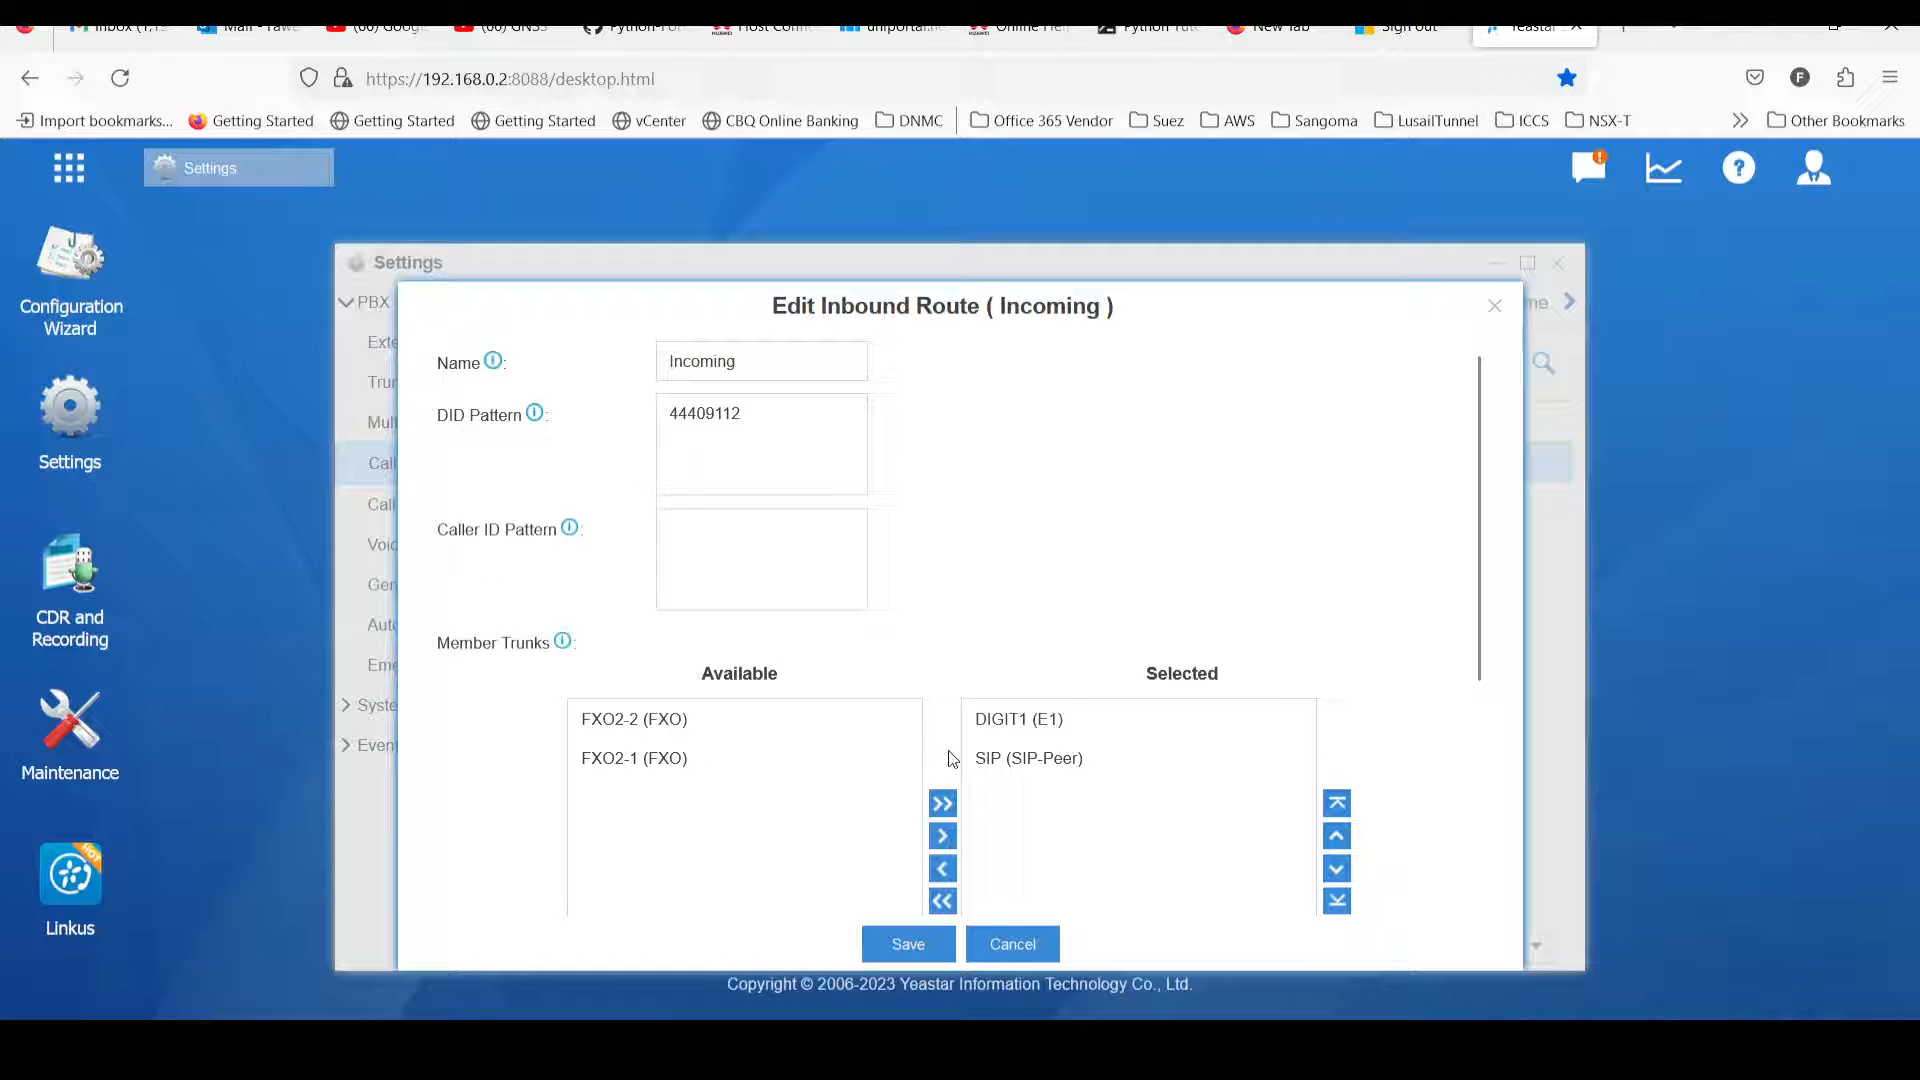 https://192.168.0.2:8088/desktop.html
Import bookmarks... Getting Started Getting Started Getting Started vCenter CBQ Online Banking DNMC Office 365 Vendor Suez AWS Sangoma LusailTunnel ICCS NSX-T Other Bookmarks
Settings
Configuration
Wizard
Settings
CDR and
Recording
Maintenance
HOT
Linkus
Settings
PBX
Edit Inbound Route ( Incoming )
Name : Incoming
DID Pattern : 44409112
Caller ID Pattern :
Member Trunks :
Available Selected
FXO2-2 (FXO) DIGIT1 (E1)
FXO2-1 (FXO) SIP (SIP-Peer)
Save Cancel
Copyright © 2006-2023 Yeastar Information Technology Co., Ltd.